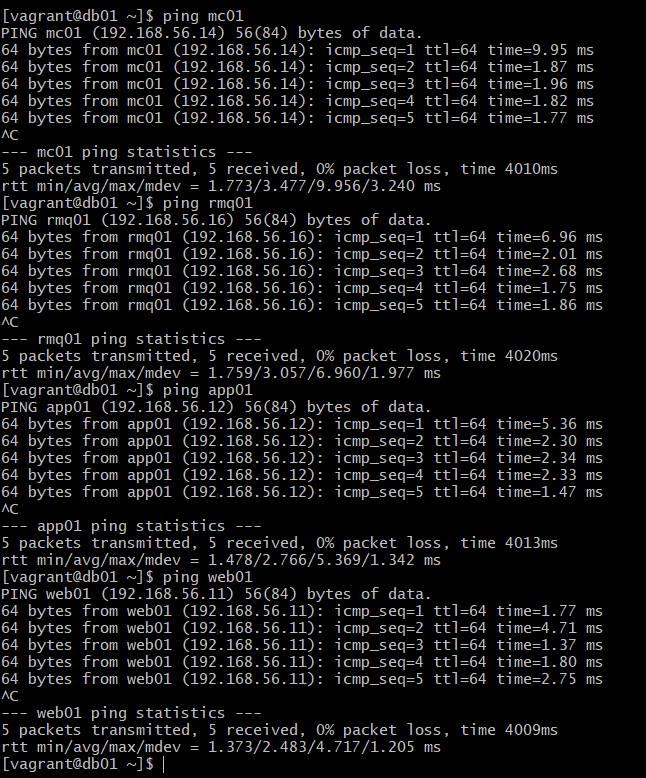 [vagrant@db01 ~]$ ping mc01
PING mc01 (192.168.56.14) 56(84) bytes of data.
64 bytes from mc01 (192.168.56.14): icmp_seq=1 ttl=64 time=9.95 ms
64 bytes from mc01 (192.168.56.14): icmp_seq=2 ttl=64 time=1.87 ms
64 bytes from mc01 (192.168.56.14): icmp_seq=3 ttl=64 time=1.96 ms
64 bytes from mc01 (192.168.56.14): icmp_seq=4 ttl=64 time=1.82 ms
64 bytes from mc01 (192.168.56.14): icmp_seq=5 ttl=64 time=1.77 ms
^C
--- mc01 ping statistics ---
5 packets transmitted, 5 received, 0% packet loss, time 4010ms
rtt min/avg/max/mdev = 1.773/3.477/9.956/3.240 ms
[vagrant@db01 ~]$ ping rmq01
PING rmq01 (192.168.56.16) 56(84) bytes of data.
64 bytes from rmq01 (192.168.56.16): icmp_seq=1 ttl=64 time=6.96 ms
64 bytes from rmq01 (192.168.56.16): icmp_seq=2 ttl=64 time=2.01 ms
64 bytes from rmq01 (192.168.56.16): icmp_seq=3 ttl=64 time=2.68 ms
64 bytes from rmq01 (192.168.56.16): icmp_seq=4 ttl=64 time=1.75 ms
64 bytes from rmq01 (192.168.56.16): icmp_seq=5 ttl=64 time=1.86 ms
^C
--- rmq01 ping statistics ---
5 packets transmitted, 5 received, 0% packet loss, time 4020ms
rtt min/avg/max/mdev = 1.759/3.057/6.960/1.977 ms
[vagrant@db01 ~]$ ping app01
PING app01 (192.168.56.12) 56(84) bytes of data.
64 bytes from app01 (192.168.56.12): icmp_seq=1 ttl=64 time=5.36 ms
64 bytes from app01 (192.168.56.12): icmp_seq=2 ttl=64 time=2.30 ms
64 bytes from app01 (192.168.56.12): icmp_seq=3 ttl=64 time=2.34 ms
64 bytes from app01 (192.168.56.12): icmp_seq=4 ttl=64 time=2.33 ms
64 bytes from app01 (192.168.56.12): icmp_seq=5 ttl=64 time=1.47 ms
^C
--- app01 ping statistics ---
5 packets transmitted, 5 received, 0% packet loss, time 4013ms
rtt min/avg/max/mdev = 1.478/2.766/5.369/1.342 ms
[vagrant@db01 ~]$ ping web01
PING web01 (192.168.56.11) 56(84) bytes of data.
64 bytes from web01 (192.168.56.11): icmp_seq=1 ttl=64 time=1.77 ms
64 bytes from web01 (192.168.56.11): icmp_seq=2 ttl=64 time=4.71 ms
64 bytes from web01 (192.168.56.11): icmp_seq=3 ttl=64 time=1.37 ms
64 bytes from web01 (192.168.56.11): icmp_seq=4 ttl=64 time=1.80 ms
64 bytes from web01 (192.168.56.11): icmp_seq=5 ttl=64 time=2.75 ms
^C
--- web01 ping statistics ---
5 packets transmitted, 5 received, 0% packet loss, time 4009ms
rtt min/avg/max/mdev = 1.373/2.483/4.717/1.205 ms
[vagrant@db01 ~]$